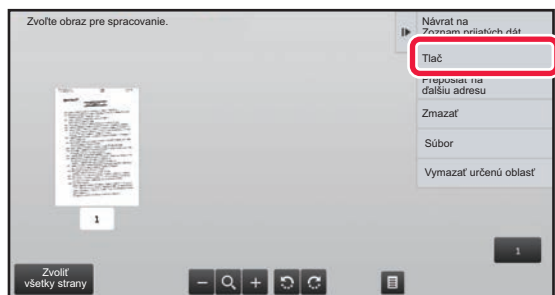 Zvoľte obraz pre spracovanie.
Návrat na
Zoznam prijatých dát
Tlač
Preposlať na
ďalšiu adresu
Zmazať
Súbor
Vymazať určenú oblasť
1
1
Zvoliť
všetky strany